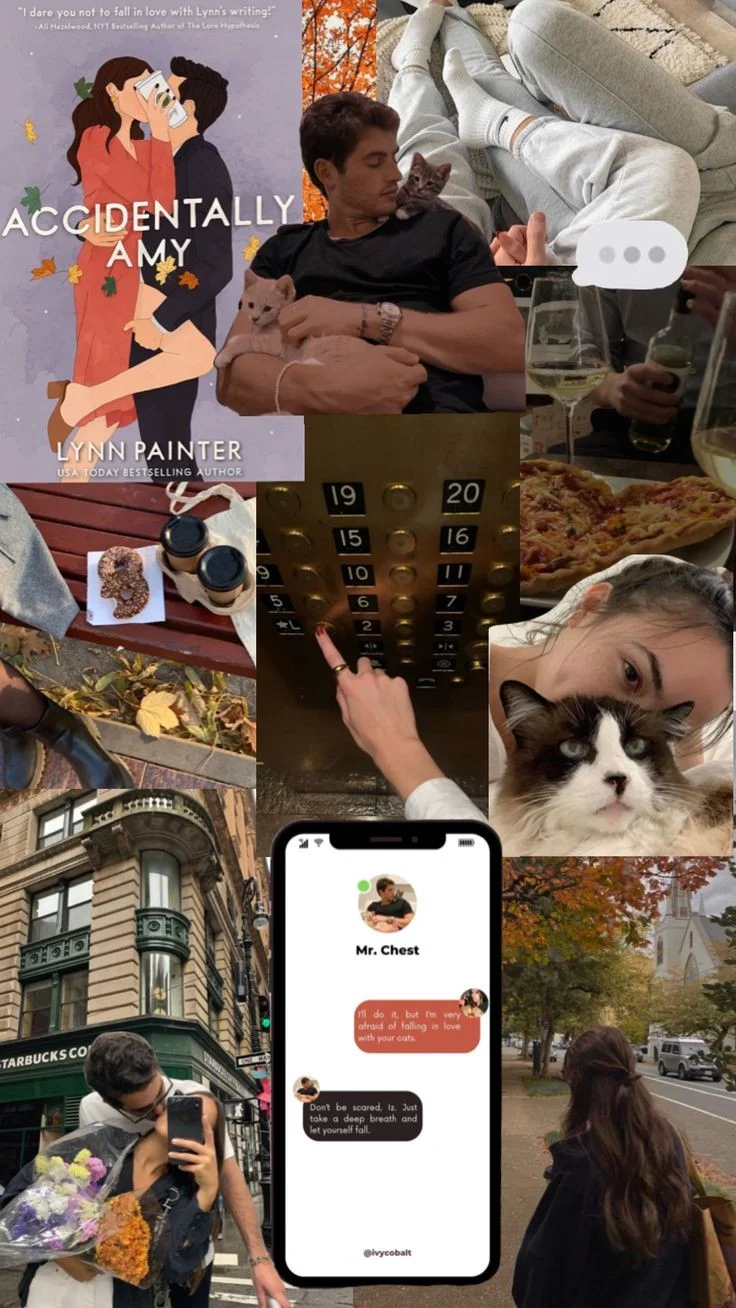 "I dare you not to fall in love with Lynn's writing!"
-Ali Hazelwood, NYT Bestselling Author of The Love Hypothesis
ACCIDENTALLY
AMY
LYNN PAINTER
USA TODAY BESTSELLING AUTHOR
19 20
15 16
9 10 11
5 6 7
★L 2 3
STARBUCKS CO
STARBUCKS
ONE
Mr. Chest
I'll do it, but I'm very
afraid of falling in love
with your cats.
Don't be scared, Iz. Just
take a deep breath and
let yourself fall.
@ivycobalt